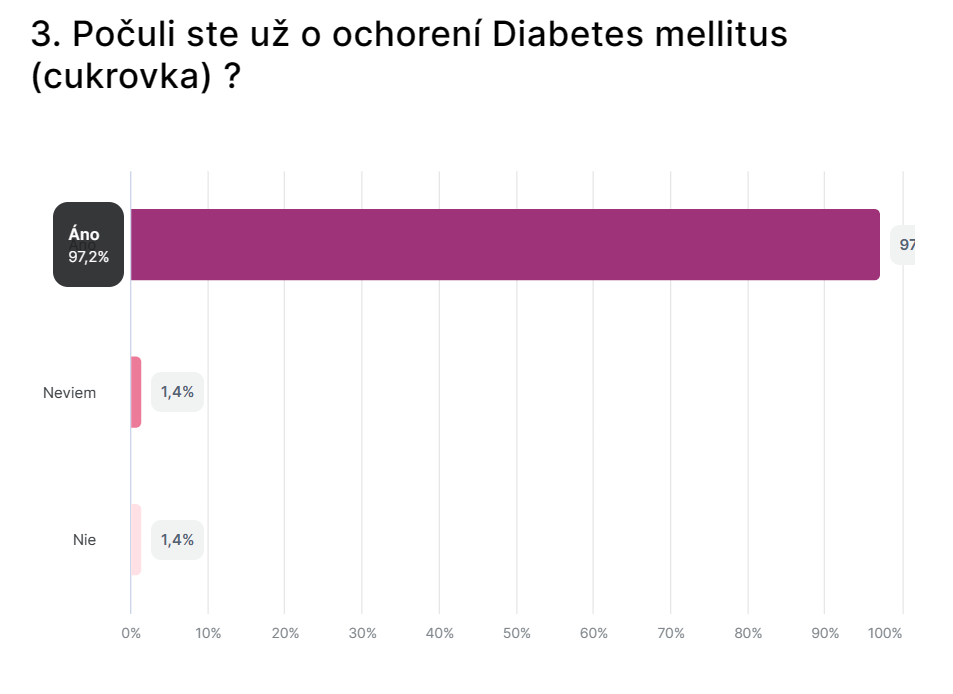 3. Počuli ste už o ochorení Diabetes mellitus
(cukrovka) ?
Áno
97,2%
97
Neviem
1,4%
Nie
1,4%
0% 10% 20% 30% 40% 50% 60% 70% 80% 90% 100%